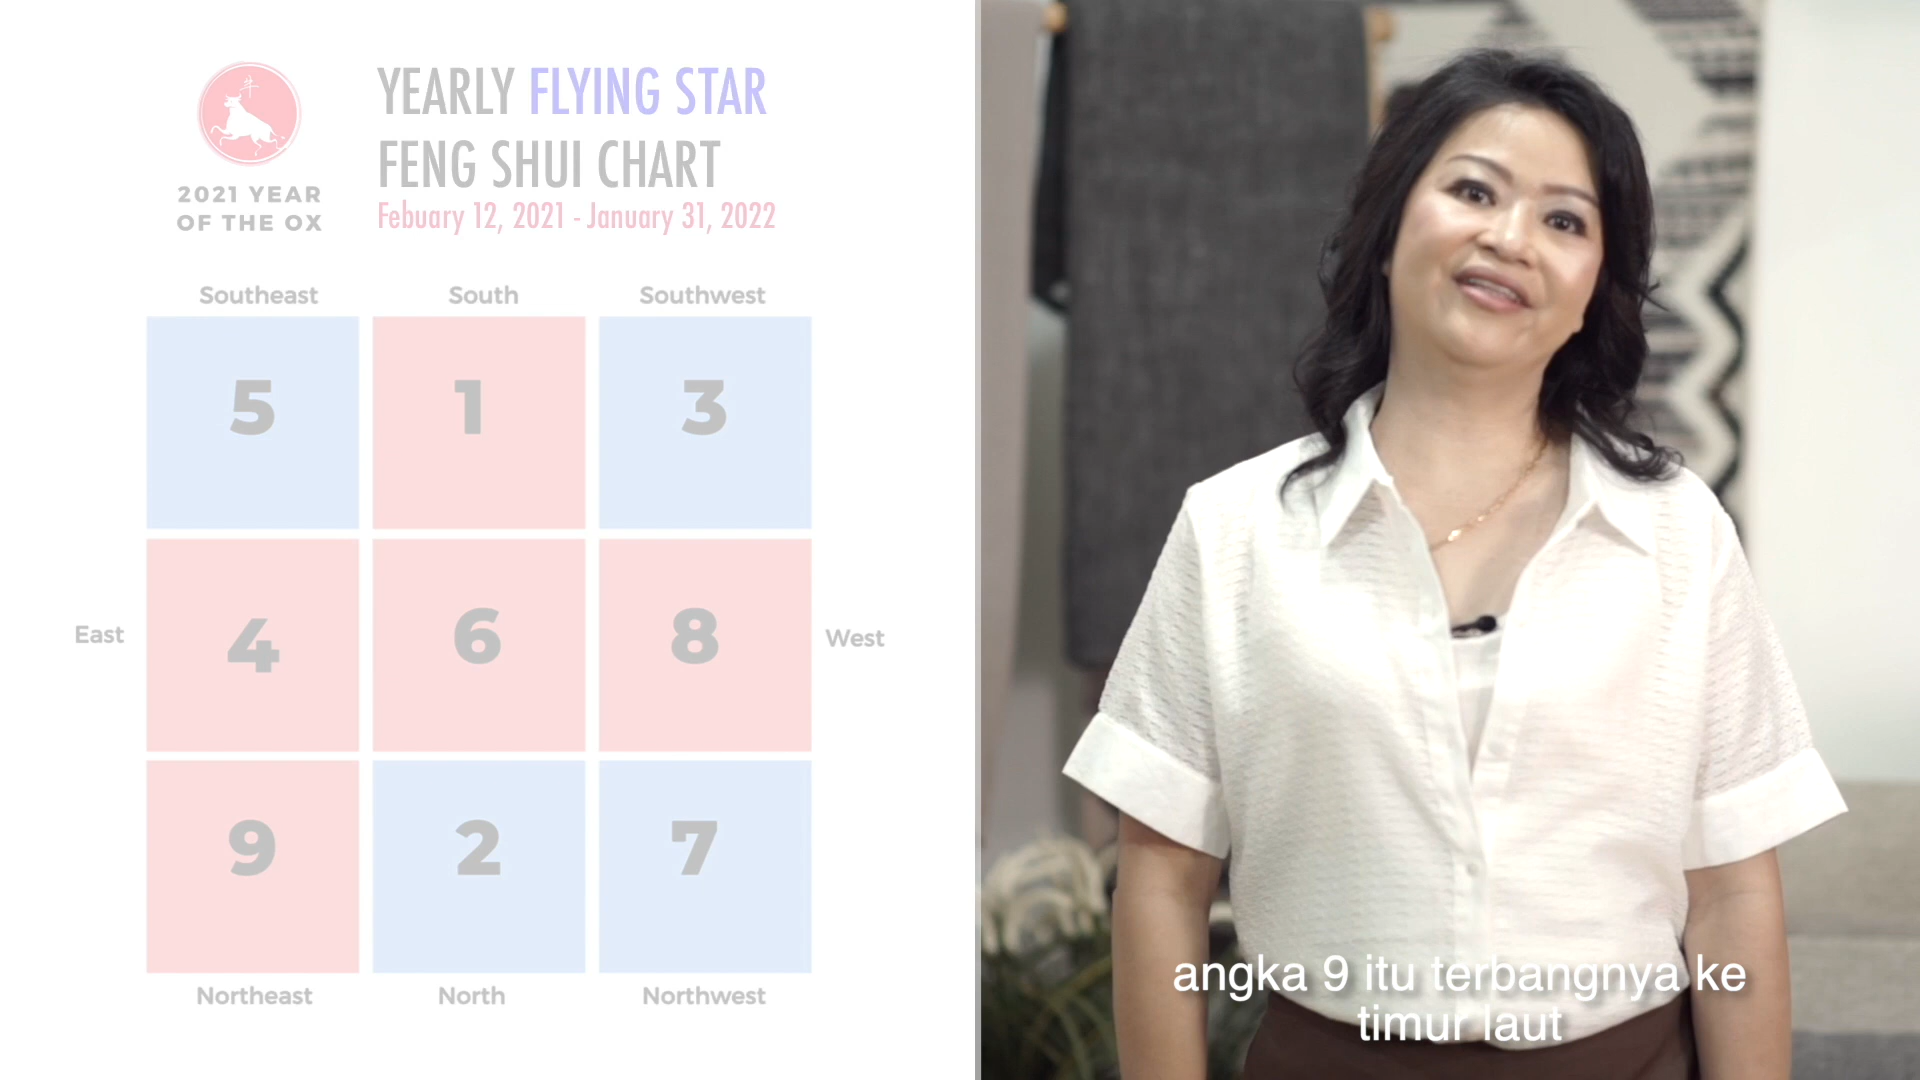 牛
2021 YEAR
OF THE OX
YEARLY FLYING STAR
FENG SHUI CHART
Febuary 12, 2021 - January 31, 2022
Southeast South Southwest
5 1 3
East 4 6 8 West
9 2 7
Northeast North Northwest
angka 9 itu terbangnya ke
timur laut